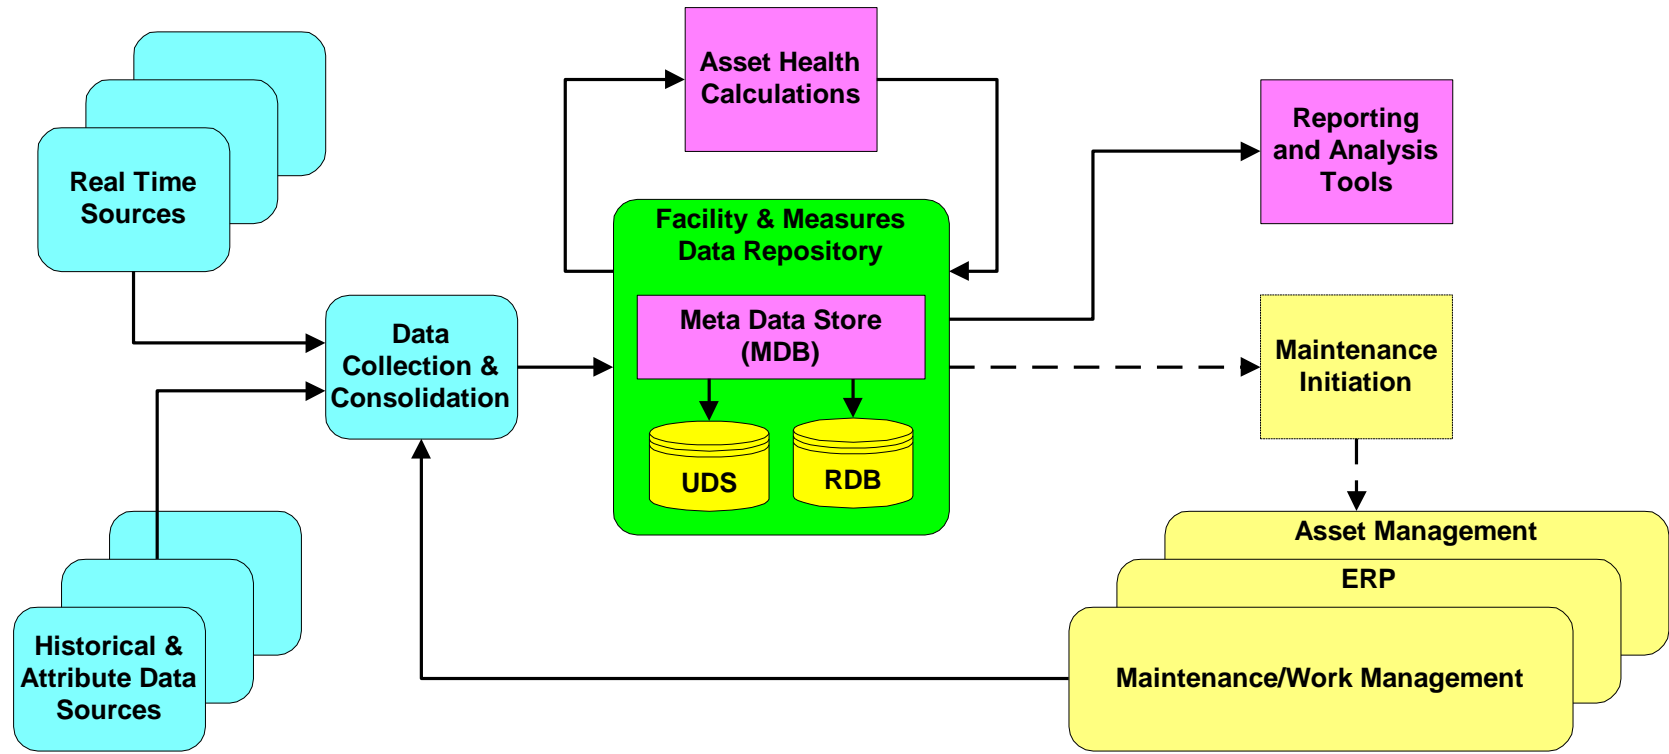 Asset Health
Calculations
Reporting
and Analysis
Tools
Real Time
Sources
Facility & Measures
Data Repository
Meta Data Store
(MDB)
Data
Collection &
Consolidation
Maintenance
Initiation
UDS
RDB
Asset Management
ERP
Maintenance/Work Management
Historical &
Attribute Data
Sources